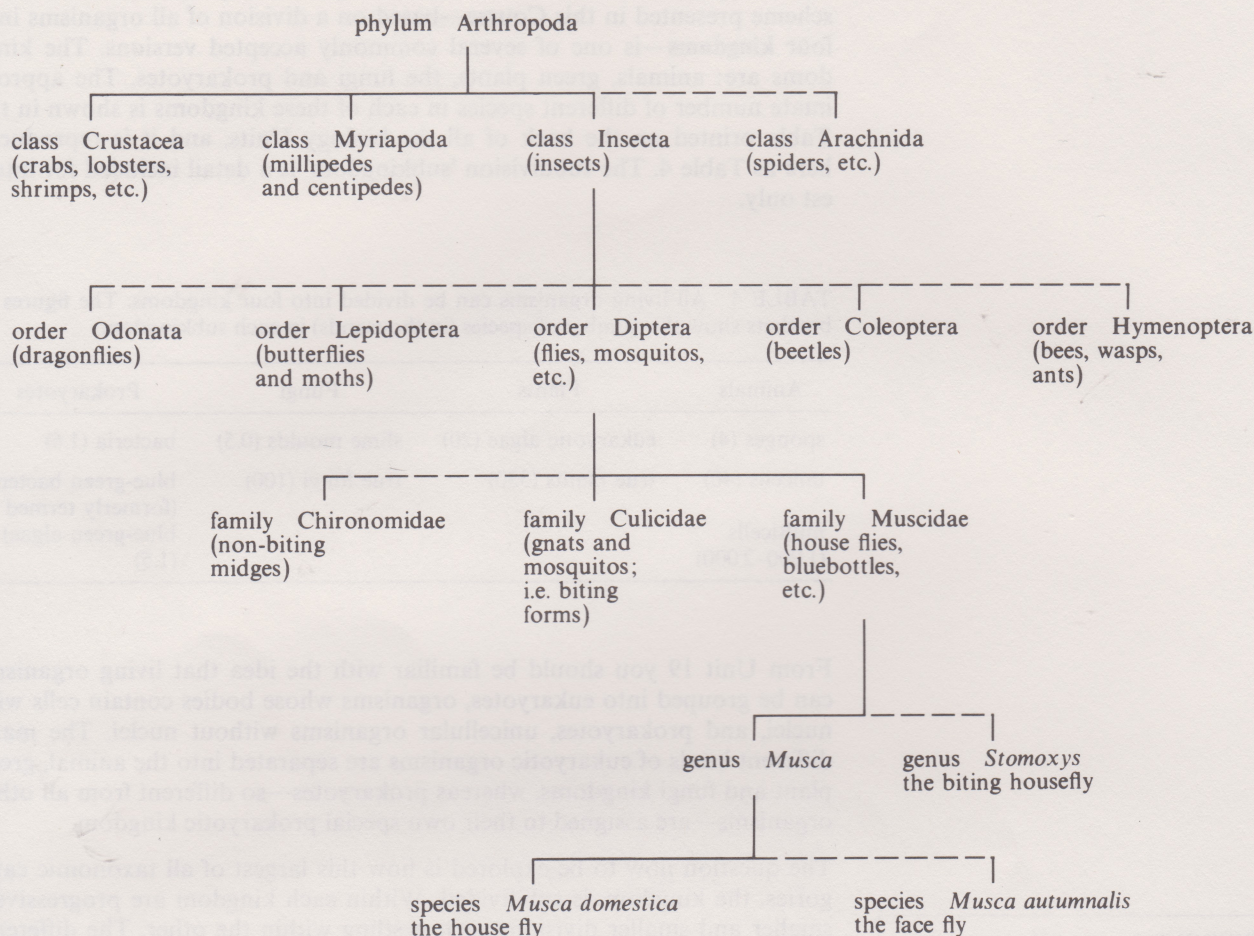 phylum Arthropoda
class Crustacea
(crabs, lobsters,
shrimps, etc.)
class Myriapoda
(millipedes
and centipedes)
class Insecta
(insects)
class Arachnida
(spiders, etc.)
order Odonata
(dragonflies)
order Lepidoptera
(butterflies
and moths)
order Diptera
(flies, mosquitos,
etc.)
order Coleoptera
(beetles)
order Hymenoptera
(bees, wasps,
ants)
family Chironomidae
(non-biting
midges)
family Culicidae
(gnats and
mosquitos;
i.e. biting
forms)
family Muscidae
(house flies,
bluebottles,
etc.)
genus Musca
genus Stomoxys
the biting housefly
species Musca domestica
the house fly
species Musca autumnalis
the face fly